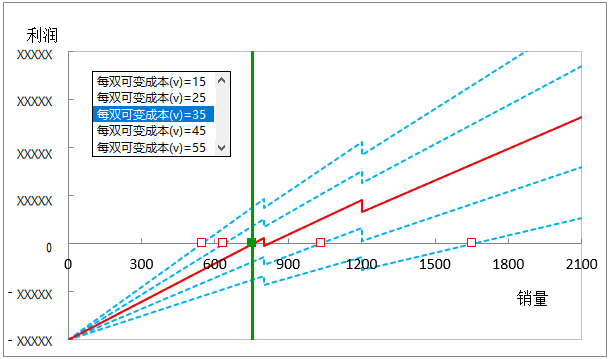 利润
XXXXX
XXXXX
XXXXX
XXXXX
0
- XXXXX
- XXXXX
每双可变成本(v)=15
每双可变成本(v)=25
每双可变成本(v)=35
每双可变成本(v)=45
每双可变成本(v)=55
0 300 600 900 1200 1500 1800 2100
销量